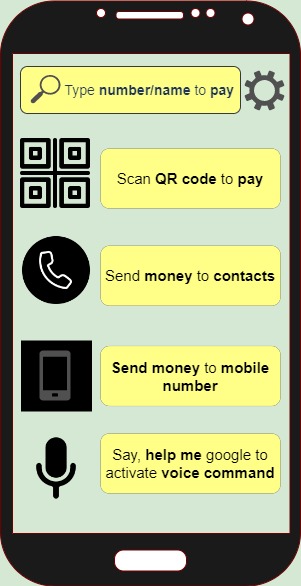 Type number/name to pay
Scan QR code to pay
Send money to contacts
Send money to mobile
number
Say, help me google to
activate voice command